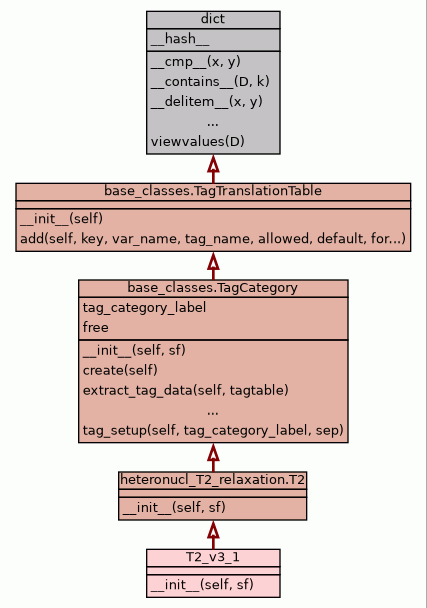 dict
__hash__
__cmp__(x, y)
__contains__(D, k)
__delitem__(x, y)
...
viewvalues(D)
base_classes.TagTranslationTable
__init__(self)
add(self, key, var_name, tag_name, allowed, default, for...)
base_classes.TagCategory
tag_category_label
free
__init__(self, sf)
create(self)
extract_tag_data(self, tagtable)
...
tag_setup(self, tag_category_label, sep)
heteronucl_T2_relaxation.T2
__init__(self, sf)
T2_v3_1
__init__(self, sf)